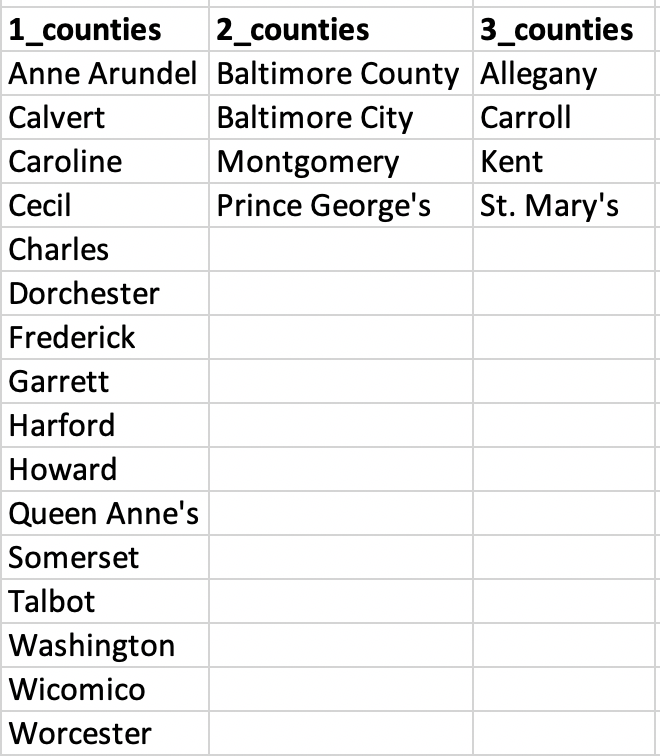 1_counties 2_counties 3_counties
Anne Arundel Baltimore County Allegany
Calvert Baltimore City Carroll
Caroline Montgomery Kent
Cecil Prince George's St. Mary's
Charles
Dorchester
Frederick
Garrett
Harford
Howard
Queen Anne's
Somerset
Talbot
Washington
Wicomico
Worcester